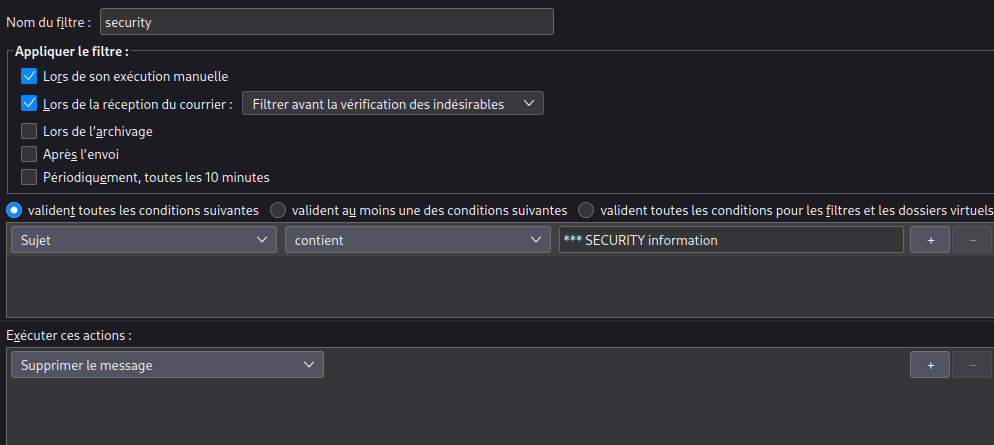 Nom du filtre : security
Appliquer le filtre :
Lors de son exécution manuelle
Lors de la réception du courrier : Filtrer avant la vérification des indésirables
Lors de l’archivage
Après l’envoi
Périodiquement, toutes les 10 minutes
valident toutes les conditions suivantes valident au moins une des conditions suivantes valident toutes les conditions pour les filtres et les dossiers virtuels
Sujet contient *** SECURITY information + −
Exécuter ces actions :
Supprimer le message + −